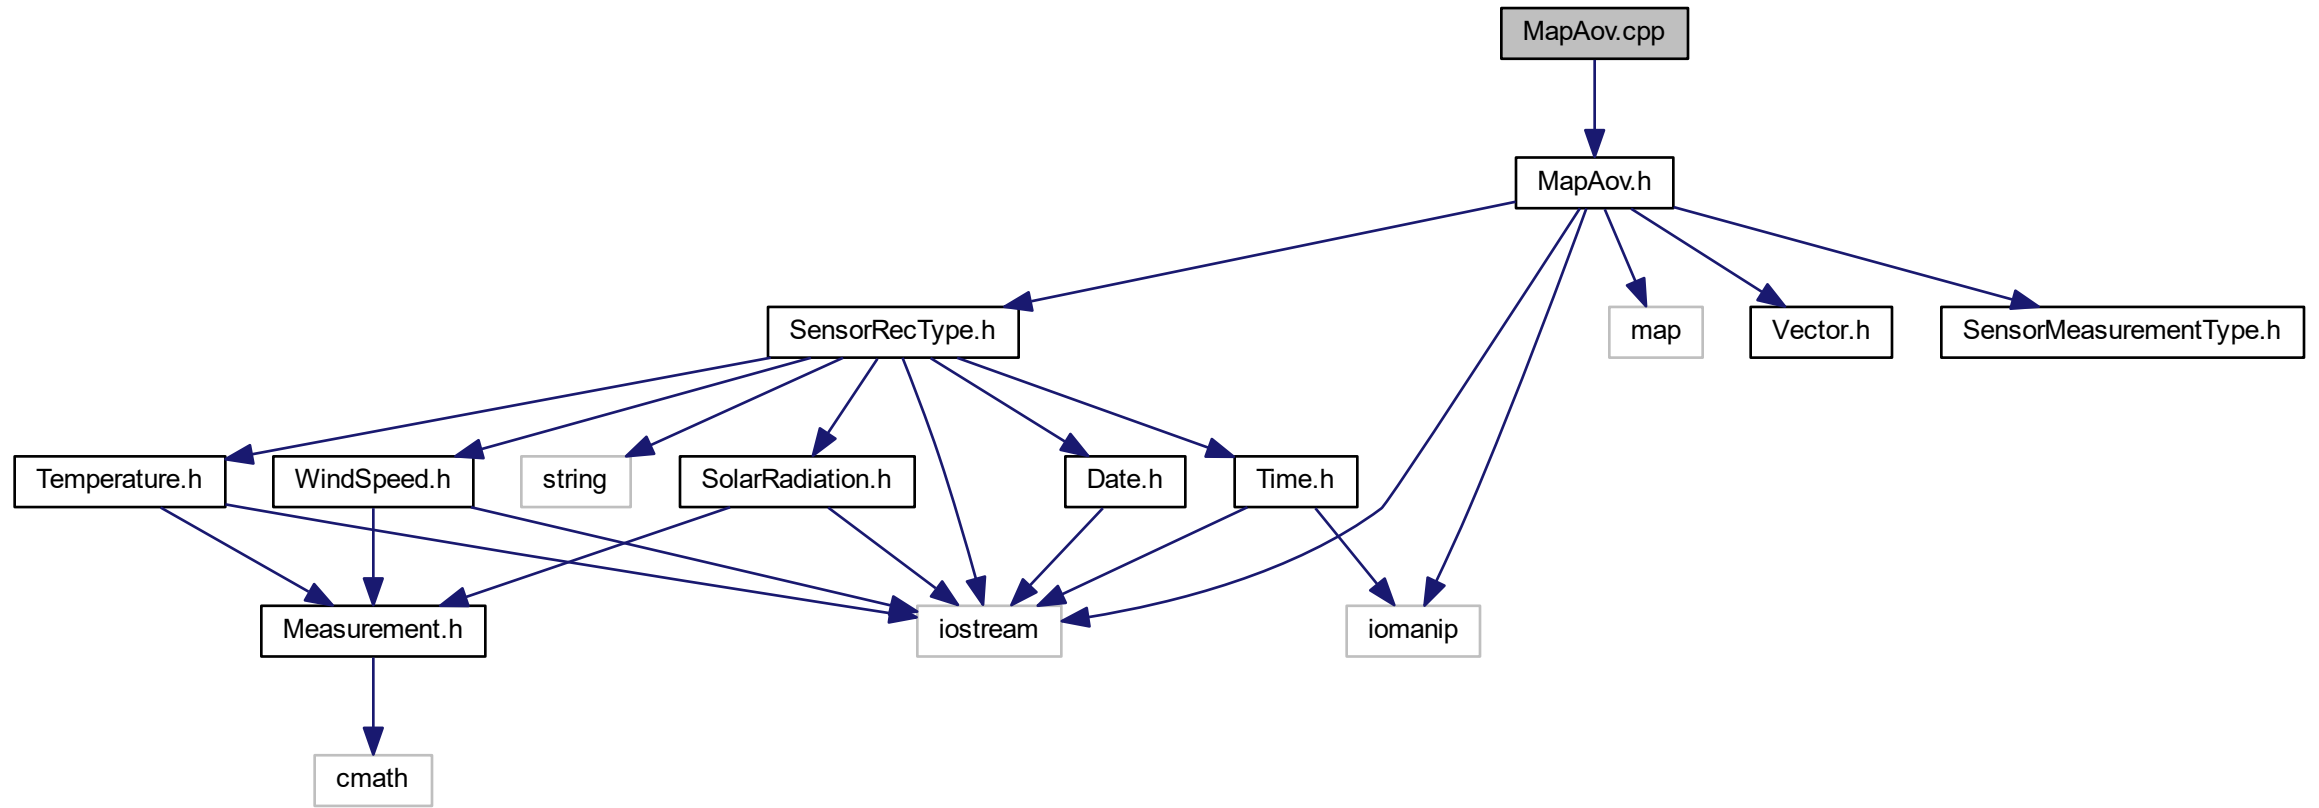 MapAov.cpp
MapAov.h
SensorRecType.h
map
Vector.h
SensorMeasurementType.h
Temperature.h
WindSpeed.h
string
SolarRadiation.h
Date.h
Time.h
Measurement.h
iostream
iomanip
cmath